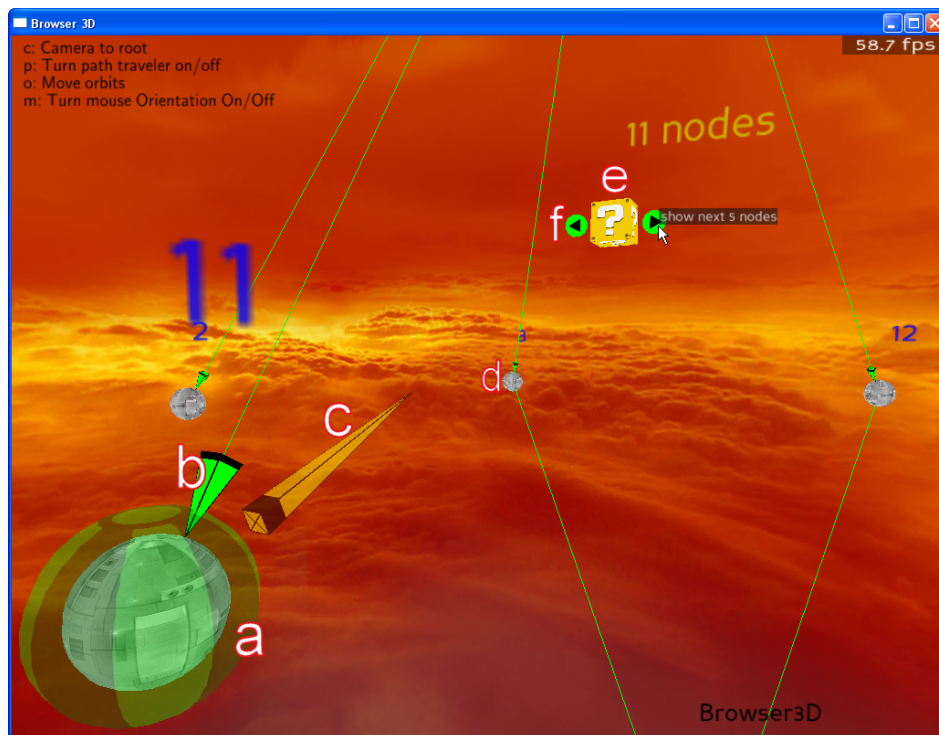 Browser 3D
c: Camera to root
p: Turn path traveler on/off
o: Move orbits
m: Turn mouse Orientation On/Off
58.7 fps
11 nodes
e
f
?
show next 5 nodes
11
2
3
12
d
c
b
a
Browser3D